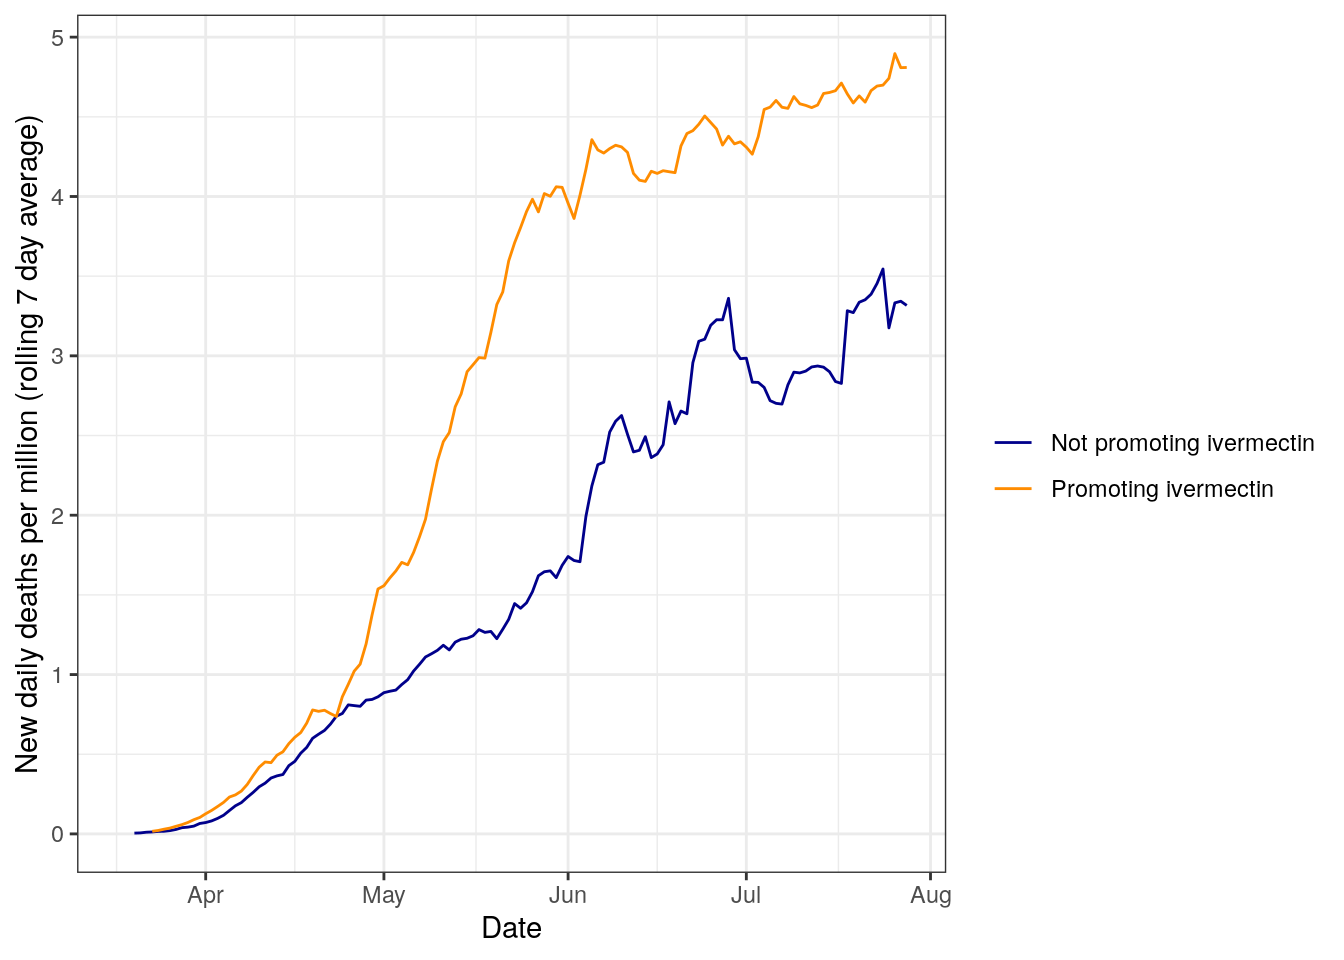 New daily deaths per million (rolling 7 day average)
5
4
3
2
1
0
Apr
May
Jun
Jul
Aug
Date
Not promoting ivermectin
Promoting ivermectin